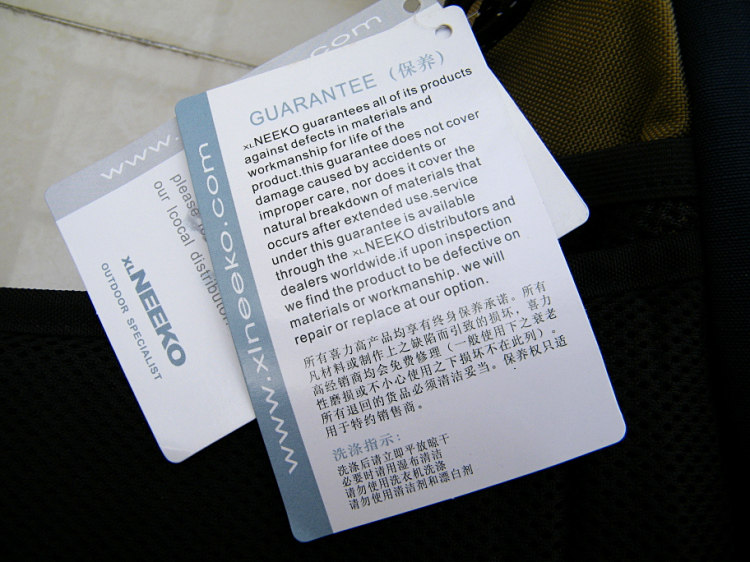 GUARANTEE (保养)
XLNEEKO guarantees all of its products
against defects in materials and
workmanship for life of the
product.this guarantee does not cover
damage caused by accidents or
improper care, nor does it cover the
natural breakdown of materials that
occurs after extended use.service
under this guarantee is available
through the XLNEEKO distributors and
dealers worldwide.if upon inspection
we find the product to be defective on
materials or workmanship. we will
repair or replace at our option.
所有喜力高产品均享有终身保养承诺。所有
凡材料或制作上之缺陷而引致的损坏，喜力
高经销商均会免费修理（一般使用下之衰老
性磨损或不小心使用之下损坏不在此列）。
所有退回的货品必须清洁妥当。保养权只适
用于特约销售商。
洗涤指示：
洗涤后请立即平放晾干
必要时请用湿布清洁
请勿使用洗衣机洗涤
请勿使用清洁剂和漂白剂
www.xlneeko.com
www.
.com
please
our lcocal distributor
XLNEEKO
OUTDOOR SPECIALIST